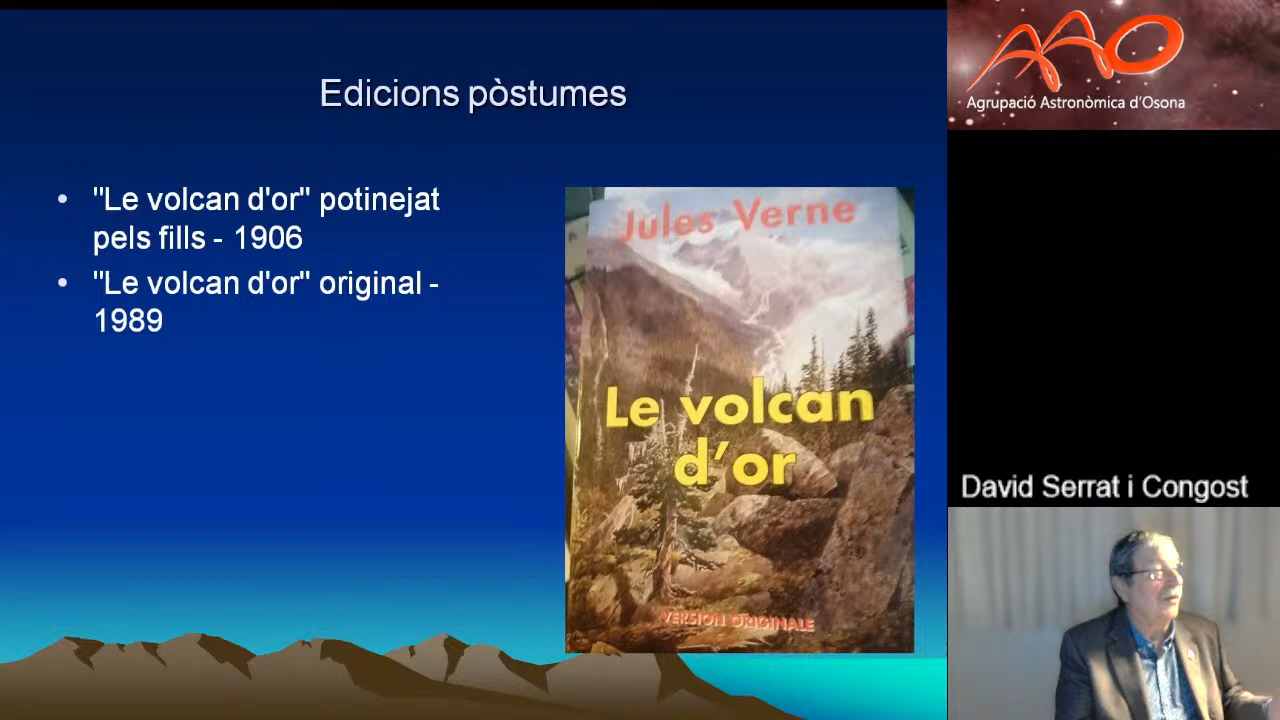 Edicions pòstumes
• "Le volcan d'or" potinejat
pels fills - 1906
• "Le volcan d'or" original -
1989
Jules Verne
Le volcan
d'or
VERSION ORIGINALE
AAO
Agrupació Astronòmica d'Osona
David Serrat i Congost